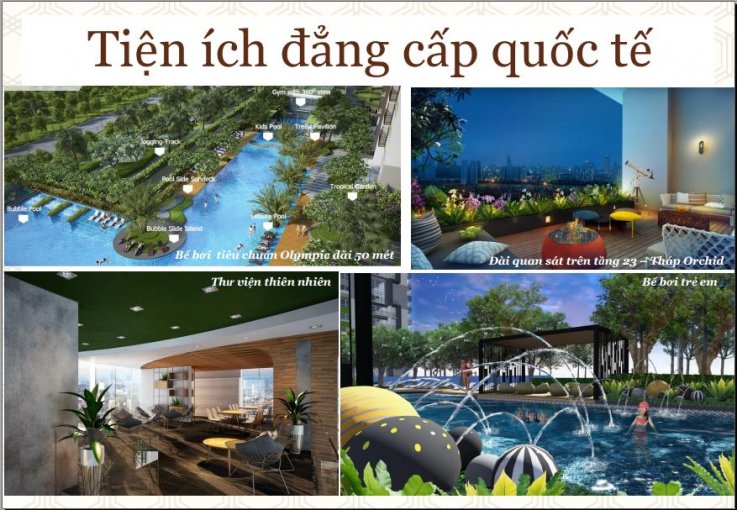 Tiện ích đẳng cấp quốc tế
Gym with 360° view
Kids Pool
Trellis Pavilion
Jogging Track
Pool Side Sundeck
Tropical Garden
Bubble Pool
Leisure Pool
Bubble Slide Island
Bể bơi tiêu chuẩn Olympic dài 50 mét
Đài quan sát trên tầng 23 – Tháp Orchid
Thư viện thiên nhiên
Bể bơi trẻ em